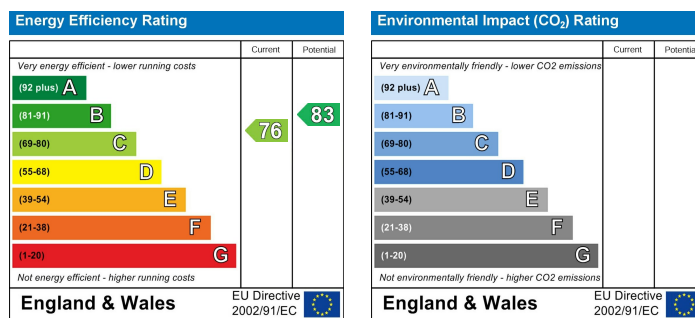 Energy Efficiency Rating
Current Potential
Very energy efficient - lower running costs
(92 plus) A
(81-91) B
(69-80) C
(55-68) D
(39-54) E
(21-38) F
(1-20) G
76
83
Not energy efficient - higher running costs
England & Wales
EU Directive
2002/91/EC
Environmental Impact (CO₂) Rating
Current Potential
Very environmentally friendly - lower CO2 emissions
(92 plus) A
(81-91) B
(69-80) C
(55-68) D
(39-54) E
(21-38) F
(1-20) G
Not environmentally friendly - higher CO2 emissions
England & Wales
EU Directive
2002/91/EC